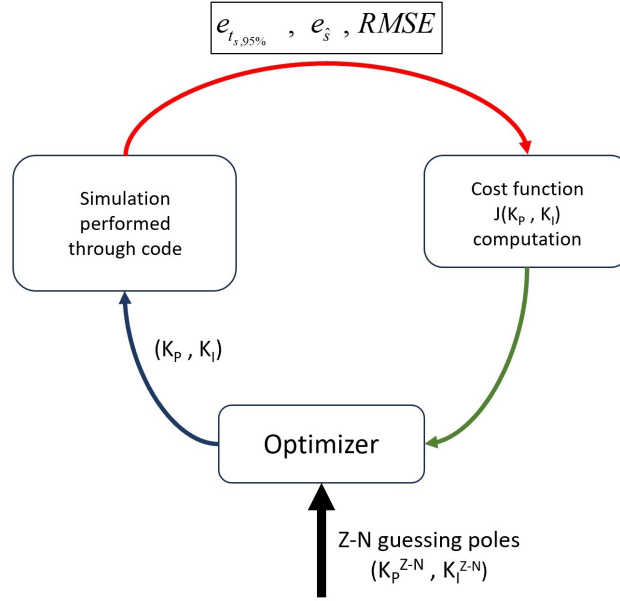 e_{t_{s,95%}} , e_ŝ , RMSE
Simulation
performed
through code
Cost function
J(K_P , K_I)
computation
(K_P , K_I)
Optimizer
Z-N guessing poles
(K_P^{Z-N} , K_I^{Z-N})